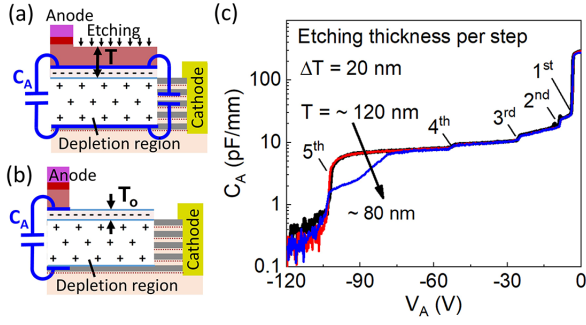 (a)
Anode
Etching
T
C_A
Cathode
Depletion region
(b)
Anode
T_o
C_A
Cathode
Depletion region
(c)
Etching thickness per step
ΔT = 20 nm
T = ~ 120 nm
~ 80 nm
1st
2nd
3rd
4th
5th
C_A (pF/mm)
100
10
1
0.1
-120 -90 -60 -30 0
V_A (V)